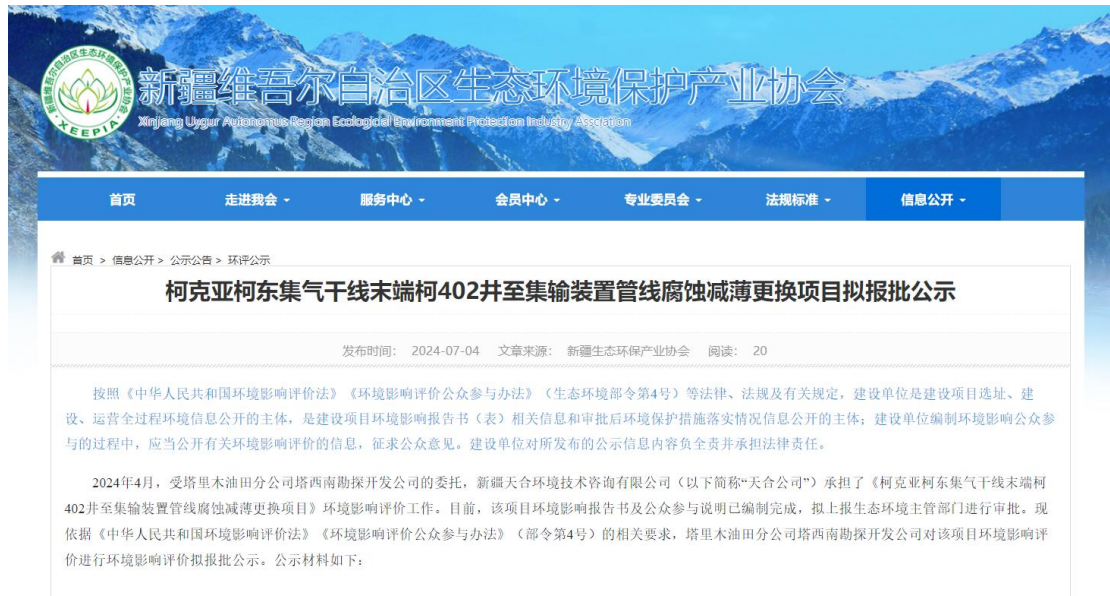 新疆维吾尔自治区生态环境保护产业协会
XEEPIA
新疆维吾尔自治区生态环境保护产业协会
Xinjiang Uygur Autonomous Region Ecological Environment Protection Industry Association
首页 走进我会 服务中心 会员中心 专业委员会 法规标准 信息公开
首页 > 信息公开 > 公示公告 > 环评公示
柯克亚柯东集气干线末端柯402井至集输装置管线腐蚀减薄更换项目拟报批公示
发布时间： 2024-07-04 文章来源： 新疆生态环保产业协会 阅读： 20
按照《中华人民共和国环境影响评价法》《环境影响评价公众参与办法》（生态环境部令第4号）等法律、法规及有关规定，建设单位是建设项目选址、建
设、运营全过程环境信息公开的主体，是建设项目环境影响报告书（表）相关信息和审批后环境保护措施落实情况信息公开的主体；建设单位编制环境影响公众参
与的过程中，应当公开有关环境影响评价的信息，征求公众意见。建设单位对所发布的公示信息内容负全责并承担法律责任。
2024年4月，受塔里木油田分公司塔西南勘探开发公司的委托，新疆天合环境技术咨询有限公司（以下简称“天合公司”）承担了《柯克亚柯东集气干线末端柯
402井至集输装置管线腐蚀减薄更换项目》环境影响评价工作。目前，该项目环境影响报告书及公众参与说明已编制完成，拟上报生态环境主管部门进行审批。现
依据《中华人民共和国环境影响评价法》《环境影响评价公众参与办法》（部令第4号）的相关要求，塔里木油田分公司塔西南勘探开发公司对该项目环境影响评
价进行环境影响评价拟报批公示。公示材料如下：